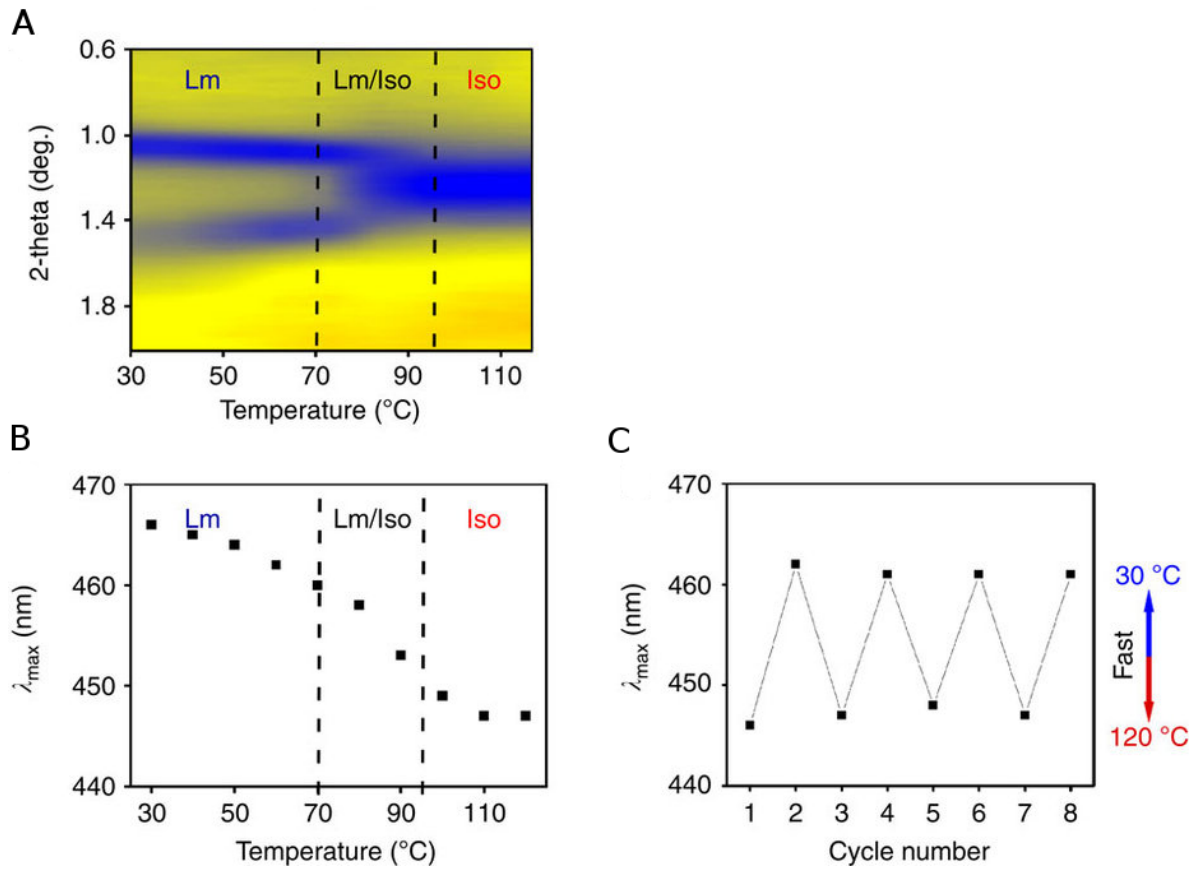 A
0.6
1.0
1.4
1.8
2-theta (deg.)
Lm
Lm/Iso
Iso
30
50
70
90
110
Temperature (°C)
B
470
460
450
440
λmax (nm)
Lm
Lm/Iso
Iso
30
50
70
90
110
Temperature (°C)
C
470
460
450
440
λmax (nm)
1
2
3
4
5
6
7
8
Cycle number
30 °C
Fast
120 °C